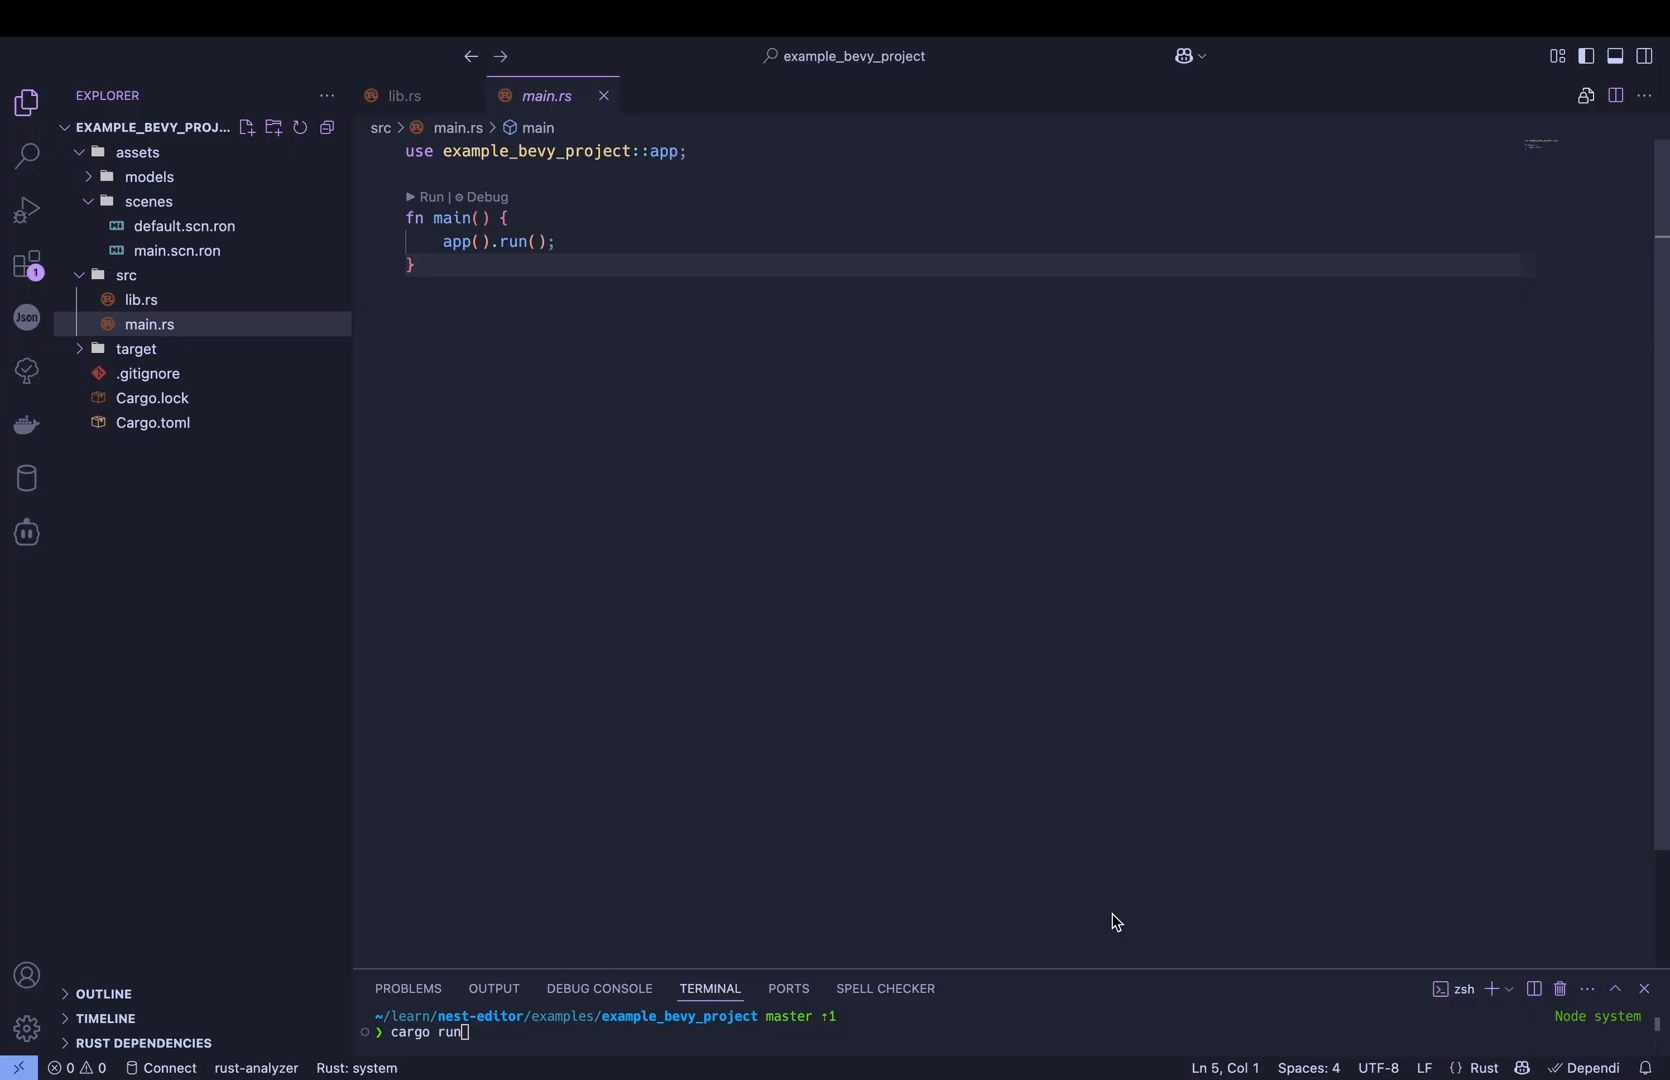 example_bevy_project
EXPLORER
lib.rs
main.rs
EXAMPLE_BEVY_PROJ...
src
main.rs
main
assets
models
scenes
default.scn.ron
main.scn.ron
src
lib.rs
main.rs
target
.gitignore
Cargo.lock
Cargo.toml
1
Json
use example_bevy_project::app;
Run | Debug
fn main() {
app().run();
}
OUTLINE
TIMELINE
RUST DEPENDENCIES
PROBLEMS
OUTPUT
DEBUG CONSOLE
TERMINAL
PORTS
SPELL CHECKER
zsh
~/learn/nest-editor/examples/example_bevy_project master ⇡1
Node system
❯ cargo run
0 0
Connect
rust-analyzer
Rust: system
Ln 5, Col 1
Spaces: 4
UTF-8
LF
{} Rust
Dependi